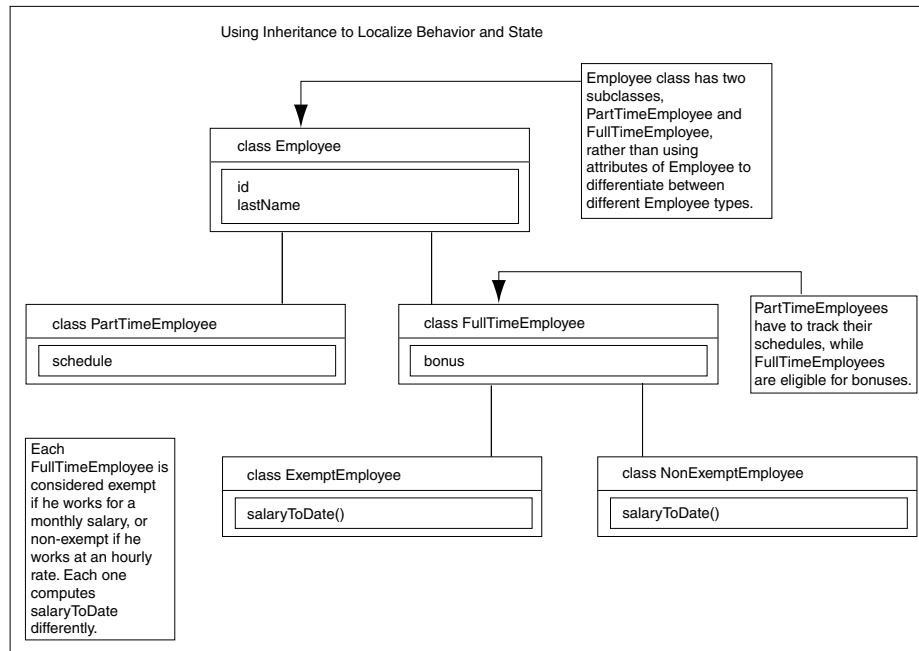 Using Inheritance to Localize Behavior and State
Employee class has two
subclasses,
PartTimeEmployee and
FullTimeEmployee,
rather than using
attributes of Employee to
differentiate between
different Employee types.
class Employee
id
lastName
class PartTimeEmployee
schedule
class FullTimeEmployee
bonus
PartTimeEmployees
have to track their
schedules, while
FullTimeEmployees
are eligible for bonuses.
Each
FullTimeEmployee is
considered exempt
if he works for a
monthly salary, or
non-exempt if he
works at an hourly
rate. Each one
computes
salaryToDate
differently.
class ExemptEmployee
salaryToDate()
class NonExemptEmployee
salaryToDate()